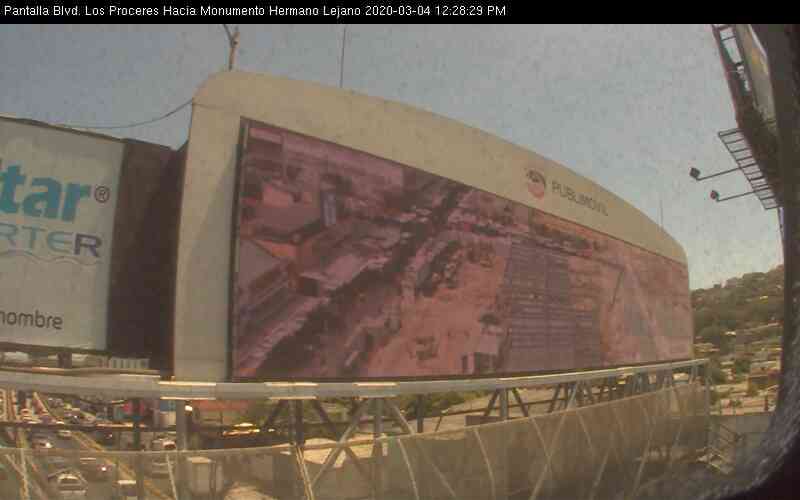 Pantalla Blvd. Los Proceres Hacia Monumento Hermano Lejano 2020-03-04 12:28:29 PM
PUBLIMOVIL
tar®
RTER
nombre